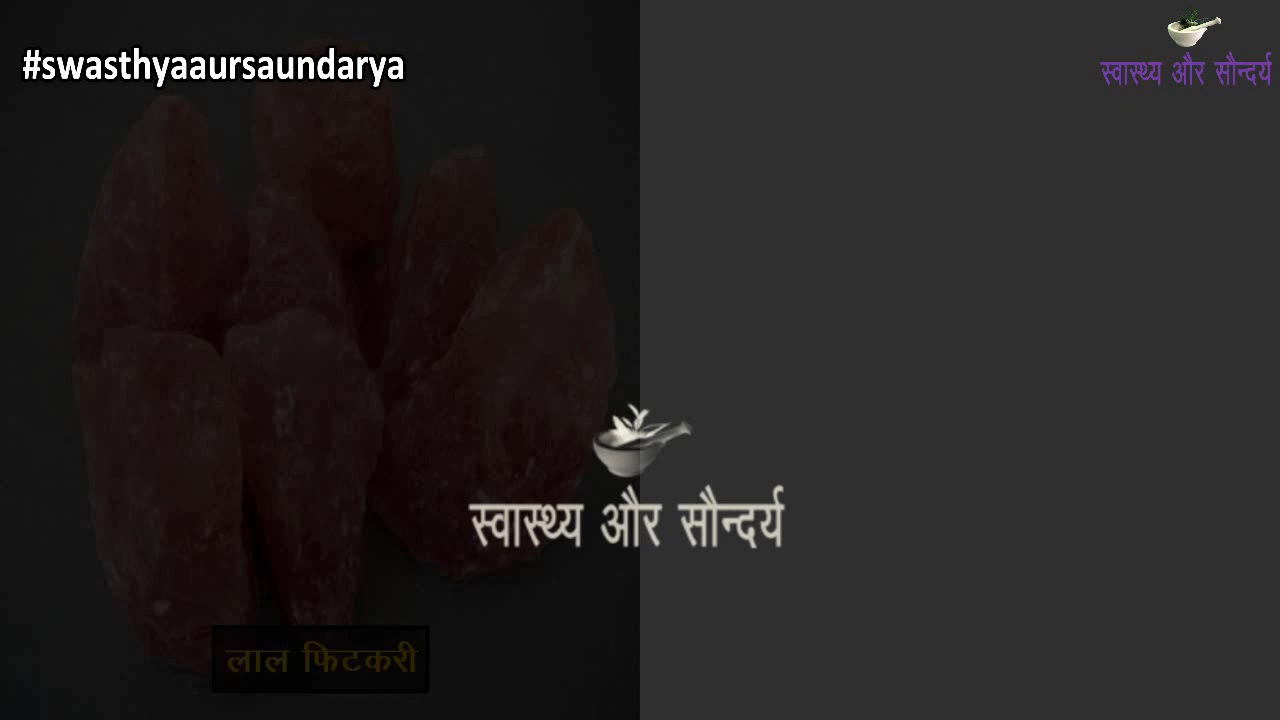 #swasthyaaursaundarya
स्वास्थ्य और सौन्दर्य
स्वास्थ्य और सौन्दर्य
लाल फिटकरी